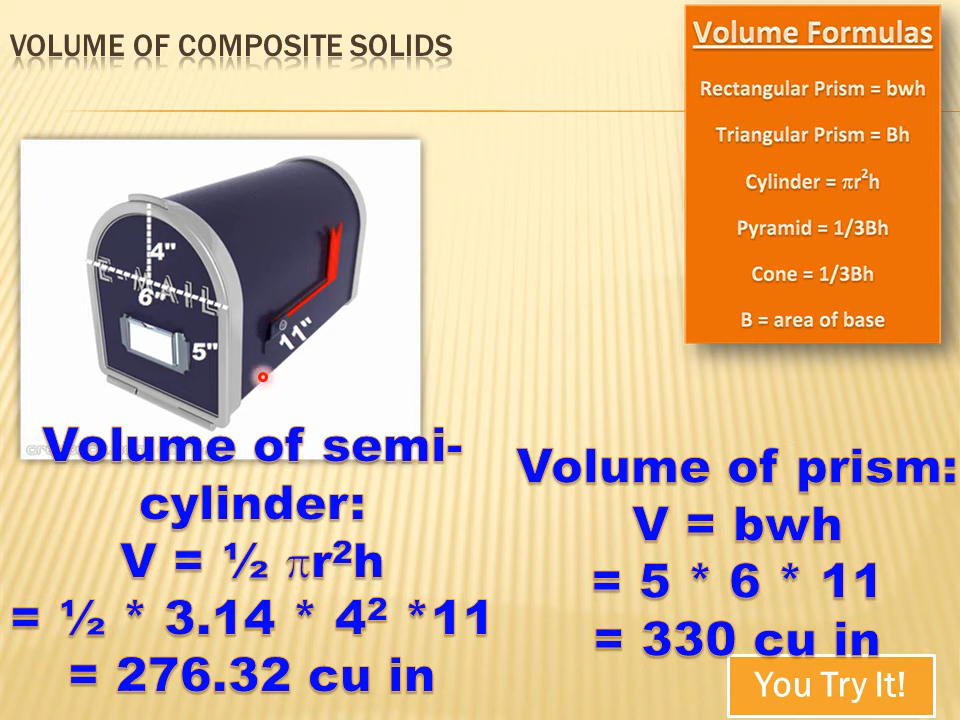 VOLUME OF COMPOSITE SOLIDS
Volume Formulas
Rectangular Prism = bwh
Triangular Prism = Bh
Cylinder = πr²h
Pyramid = 1/3Bh
Cone = 1/3Bh
B = area of base
4"
E-MAIL
6"
5"
11"
Volume of semi-
cylinder:
V = ½ πr²h
= ½ * 3.14 * 4² *11
= 276.32 cu in
Volume of prism:
V = bwh
= 5 * 6 * 11
= 330 cu in
You Try It!